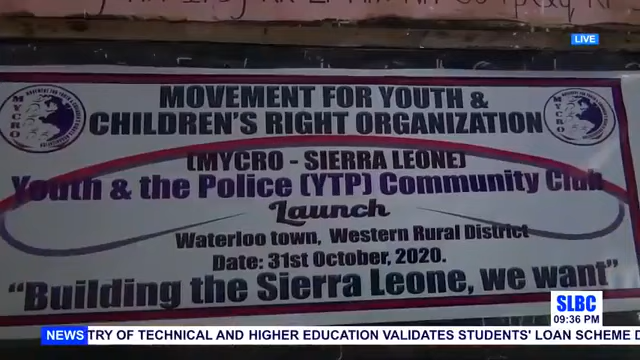 LIVE
MOVEMENT FOR YOUTH &
CHILDREN'S RIGHT ORGANIZATION
MYCRO
MYCRO
(MYCRO - SIERRA LEONE)
Youth & the Police (YTP) Community Club
Launch
Waterloo town, Western Rural District
Date: 31st October, 2020.
"Building the Sierra Leone, we want"
SLBC
09:36 PM
NEWS TRY OF TECHNICAL AND HIGHER EDUCATION VALIDATES STUDENTS' LOAN SCHEME D